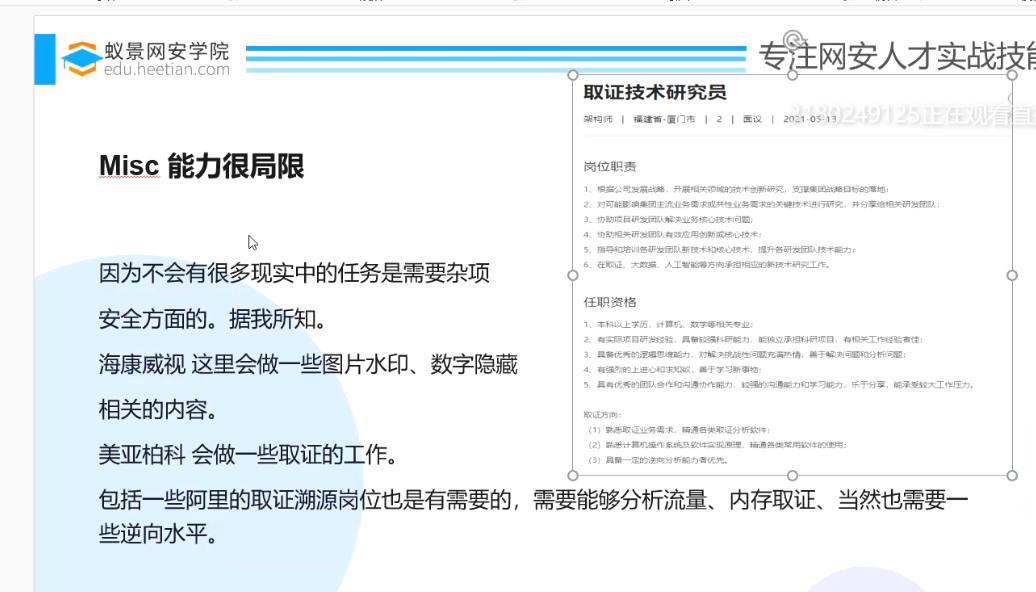 蚁景网安学院
edu.heetian.com
专注网安人才实战技能
3180249125正在观看直
Misc 能力很局限
因为不会有很多现实中的任务是需要杂项
安全方面的。据我所知。
海康威视 这里会做一些图片水印、数字隐藏
相关的内容。
美亚柏科 会做一些取证的工作。
包括一些阿里的取证溯源岗位也是有需要的，需要能够分析流量、内存取证、当然也需要一
些逆向水平。
取证技术研究员
架构师 | 福建省-厦门市 | 2 | 面议 | 2021-05-13
岗位职责
1、根据公司发展战略，开展相关领域的技术创新研究，支撑集团战略目标的落地；
2、对可能影响集团主流业务需求或共性业务需求的关键技术进行研究，并分享给相关研发团队；
3、协助项目研发团队解决业务核心技术问题；
4、协助相关研发团队有效应用创新或核心技术；
5、指导和培训各研发团队新技术和核心技术，提升各研发团队技术能力；
6、在取证、大数据、人工智能等方向承担相应的新技术研究工作。
任职资格
1、本科以上学历，计算机、数学等相关专业；
2、有实际项目研发经验，具备较强科研能力，能独立承担科研项目，有相关工作经验者佳；
3、具备优秀的逻辑思维能力，对解决挑战性问题充满热情，善于解决问题和分析问题；
4、有强烈的上进心和求知欲，善于学习新事物；
5、具有优秀的团队合作和沟通协作能力，较强的沟通能力和学习能力，乐于分享，能承受较大工作压力。
取证方向：
（1）熟悉取证业务需求，精通各类取证分析软件；
（2）熟悉计算机操作系统及软件实现原理，精通各类常用软件的使用；
（3）具备一定的逆向分析能力者优先。